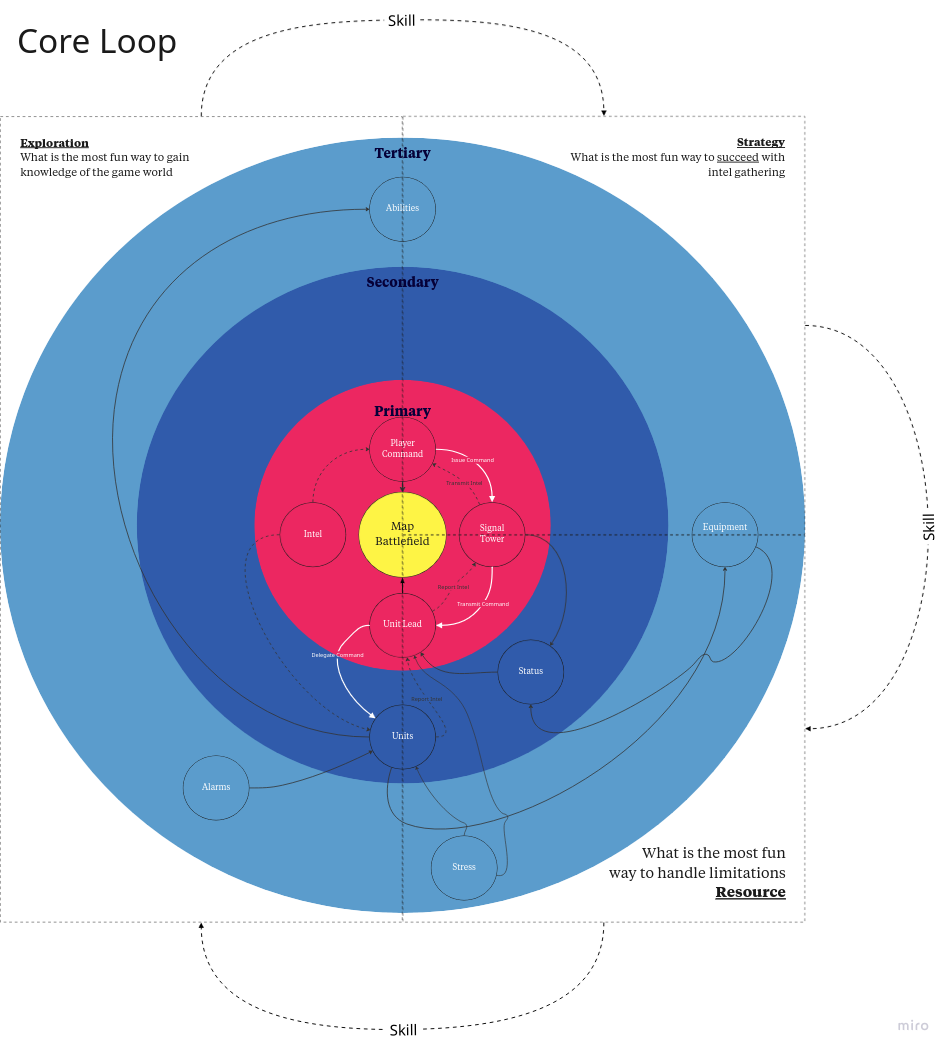 Skill
Core Loop
Exploration
What is the most fun way to gain
knowledge of the game world
Strategy
What is the most fun way to succeed with
intel gathering
Tertiary
Abilities
Secondary
Primary
Player
Command
Issue Command
Transmit Intel
Intel
Map
Battlefield
Signal
Tower
Equipment
Skill
Report Intel
Transmit Command
Unit Lead
Delegate Command
Status
Report Intel
Units
Alarms
Stress
What is the most fun
way to handle limitations
Resource
Skill
miro